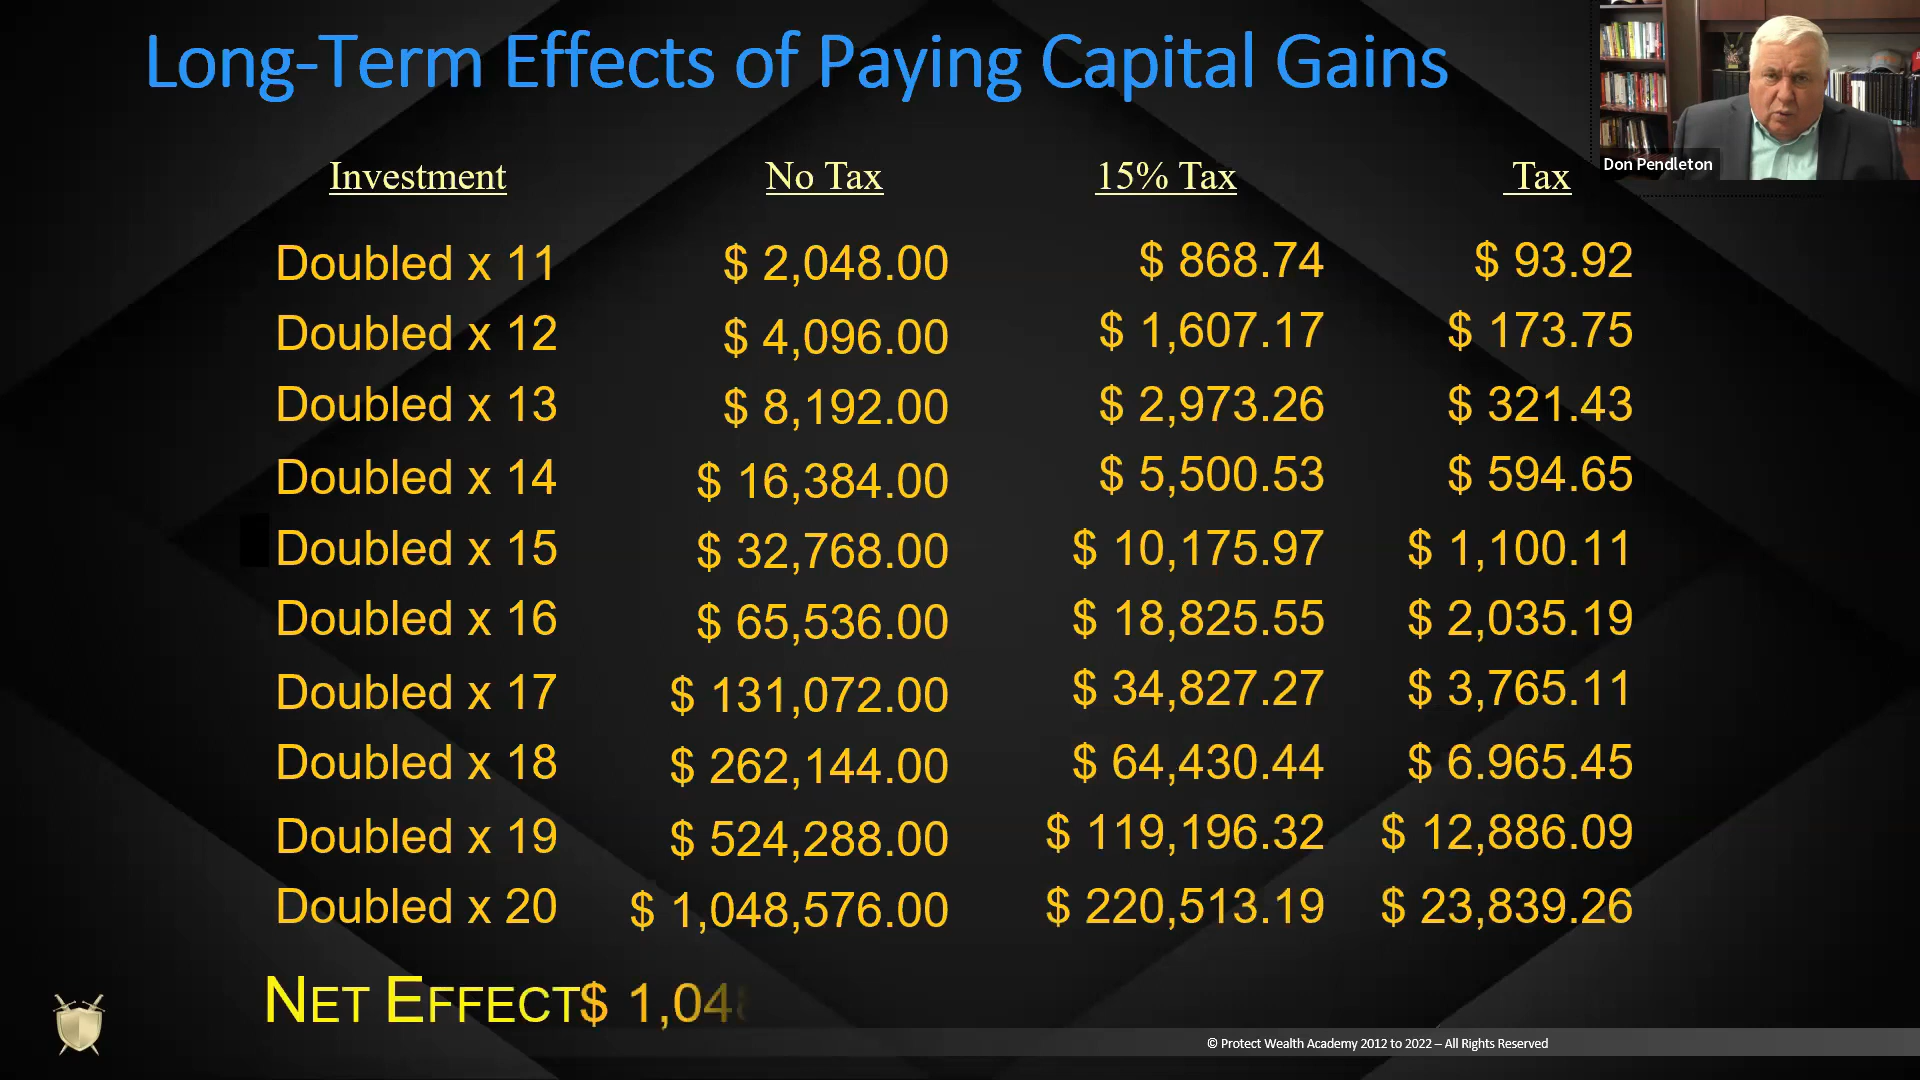 Long-Term Effects of Paying Capital Gains
Don Pendleton
Investment No Tax 15% Tax Tax
Doubled x 11 $ 2,048.00 $ 868.74 $ 93.92
Doubled x 12 $ 4,096.00 $ 1,607.17 $ 173.75
Doubled x 13 $ 8,192.00 $ 2,973.26 $ 321.43
Doubled x 14 $ 16,384.00 $ 5,500.53 $ 594.65
Doubled x 15 $ 32,768.00 $ 10,175.97 $ 1,100.11
Doubled x 16 $ 65,536.00 $ 18,825.55 $ 2,035.19
Doubled x 17 $ 131,072.00 $ 34,827.27 $ 3,765.11
Doubled x 18 $ 262,144.00 $ 64,430.44 $ 6.965.45
Doubled x 19 $ 524,288.00 $ 119,196.32 $ 12,886.09
Doubled x 20 $ 1,048,576.00 $ 220,513.19 $ 23,839.26
NET EFFECT $ 1,04
© Protect Wealth Academy 2012 to 2022 – All Rights Reserved